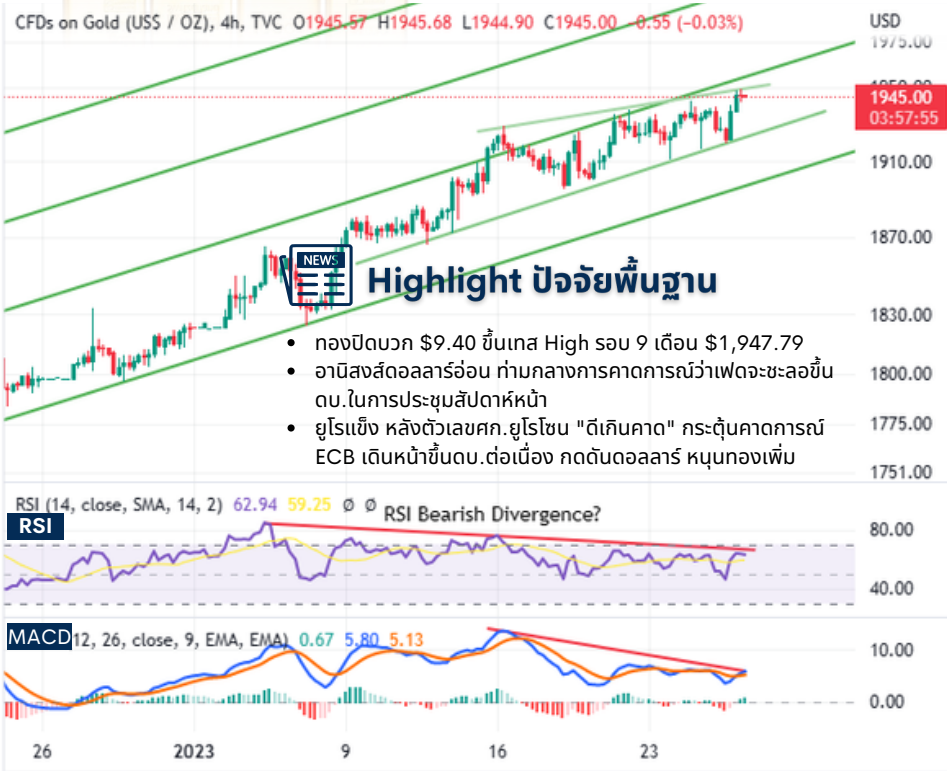 CFDs on Gold (US$ / OZ), 4h, TVC O1945.57 H1945.68 L1944.90 C1945.00 -0.55 (-0.03%)
USD
1975.00
1950.00
1945.00
03:57:55
1910.00
1870.00
1830.00
1800.00
1775.00
1751.00
NEWS
Highlight ปัจจัยพื้นฐาน
• ทองปิดบวก $9.40 ขึ้นเทส High รอบ 9 เดือน $1,947.79
• อานิสงส์ดอลลาร์อ่อน ท่ามกลางการคาดการณ์ว่าเฟดจะชะลอขึ้น
ดบ.ในการประชุมสัปดาห์หน้า
• ยูโรแข็ง หลังตัวเลขศก.ยูโรโซน "ดีเกินคาด" กระตุ้นคาดการณ์
ECB เดินหน้าขึ้นดบ.ต่อเนื่อง กดดันดอลลาร์ หนุนทองเพิ่ม
RSI (14, close, SMA, 14, 2) 62.94 59.25 Ø Ø
RSI
RSI Bearish Divergence?
80.00
40.00
MACD 12, 26, close, 9, EMA, EMA) 0.67 5.80 5.13
10.00
0.00
26 2023 9 16 23